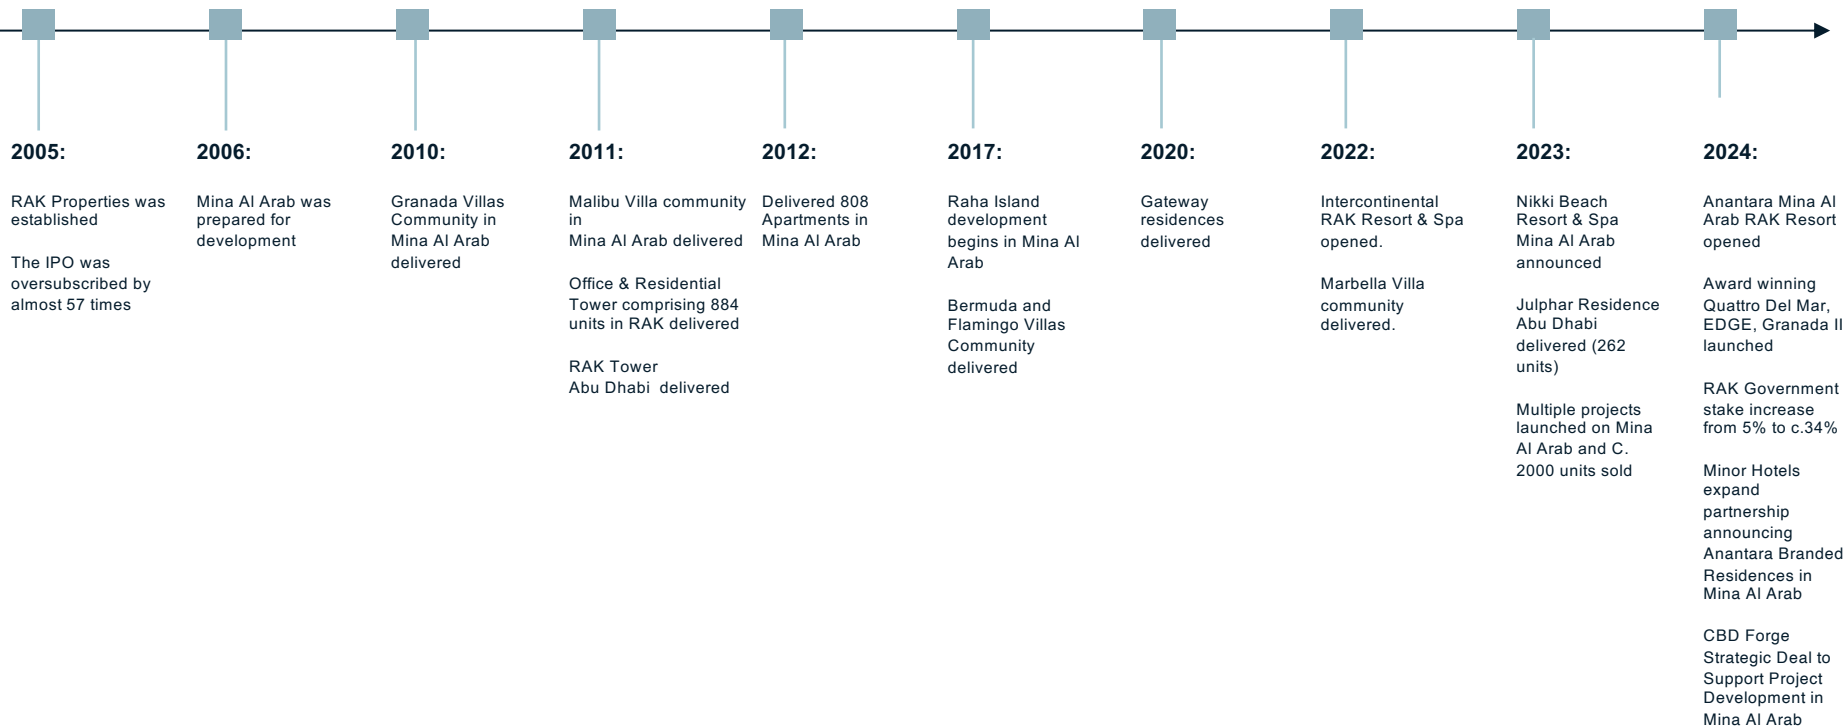 2005:
RAK Properties was
established
The IPO was
oversubscribed by
almost 57 times
2006:
Mina Al Arab was
prepared for
development
2010:
Granada Villas
Community in
Mina Al Arab
delivered
2011:
Malibu Villa community
in
Mina Al Arab delivered
Office & Residential
Tower comprising 884
units in RAK delivered
RAK Tower
Abu Dhabi delivered
2012:
Delivered 808
Apartments in
Mina Al Arab
2017:
Raha Island
development
begins in Mina Al
Arab
Bermuda and
Flamingo Villas
Community
delivered
2020:
Gateway
residences
delivered
2022:
Intercontinental
RAK Resort & Spa
opened.
Marbella Villa
community
delivered.
2023:
Nikki Beach
Resort & Spa
Mina Al Arab
announced
Julphar Residence
Abu Dhabi
delivered (262
units)
Multiple projects
launched on Mina
Al Arab and C.
2000 units sold
2024:
Anantara Mina Al
Arab RAK Resort
opened
Award winning
Quattro Del Mar,
EDGE, Granada II
launched
RAK Government
stake increase
from 5% to c.34%
Minor Hotels
expand
partnership
announcing
Anantara Branded
Residences in
Mina Al Arab
CBD Forge
Strategic Deal to
Support Project
Development in
Mina Al Arab